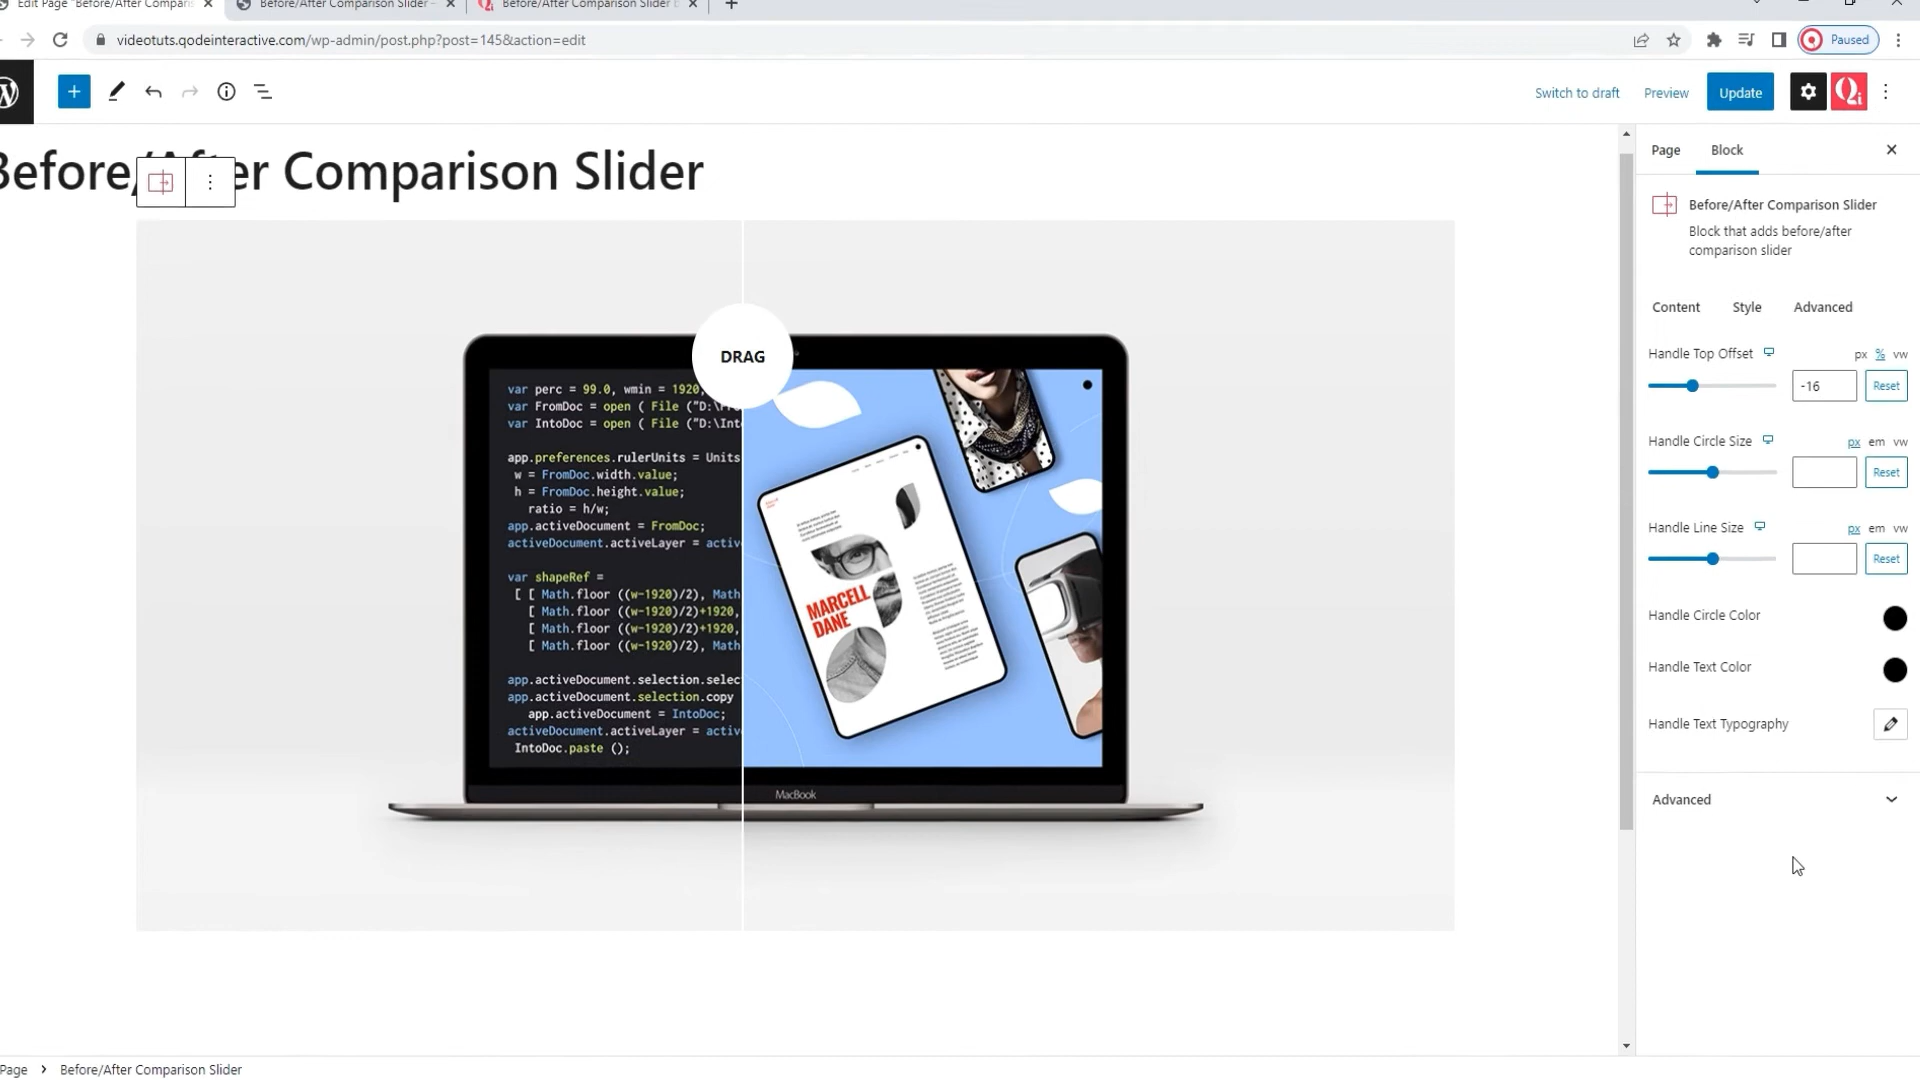 Edit Page "Before/After Comparis
Before/After Comparison Slider -
Before/After Comparison Slider b
videotuts.qodeinteractive.com/wp-admin/post.php?post=145&action=edit
Paused
Switch to draft
Preview
Update
Before/After Comparison Slider
Page
Block
Before/After Comparison Slider
Block that adds before/after
comparison slider
Content
Style
Advanced
Handle Top Offset
px % vw
-16
Reset
Handle Circle Size
px em vw
Reset
Handle Line Size
px em vw
Reset
Handle Circle Color
Handle Text Color
Handle Text Typography
Advanced
DRAG
var perc = 99.0, wmin = 1920,
var FromDoc = open ( File ("D:\
var IntoDoc = open ( File ("D:\Int
app.preferences.rulerUnits = Units
w = FromDoc.width.value;
h = FromDoc.height.value;
ratio = h/w;
app.activeDocument = FromDoc;
activeDocument.activeLayer = activ
var shapeRef =
[ [ Math.floor ((w-1920)/2), Math
[ Math.floor ((w-1920)/2)+1920,
[ Math.floor ((w-1920)/2)+1920,
[ Math.floor ((w-1920)/2), Math
app.activeDocument.selection.selec
app.activeDocument.selection.copy
app.activeDocument = IntoDoc;
activeDocument.activeLayer = activ
IntoDoc.paste ();
MARCELL
DANE
MacBook
Page
Before/After Comparison Slider